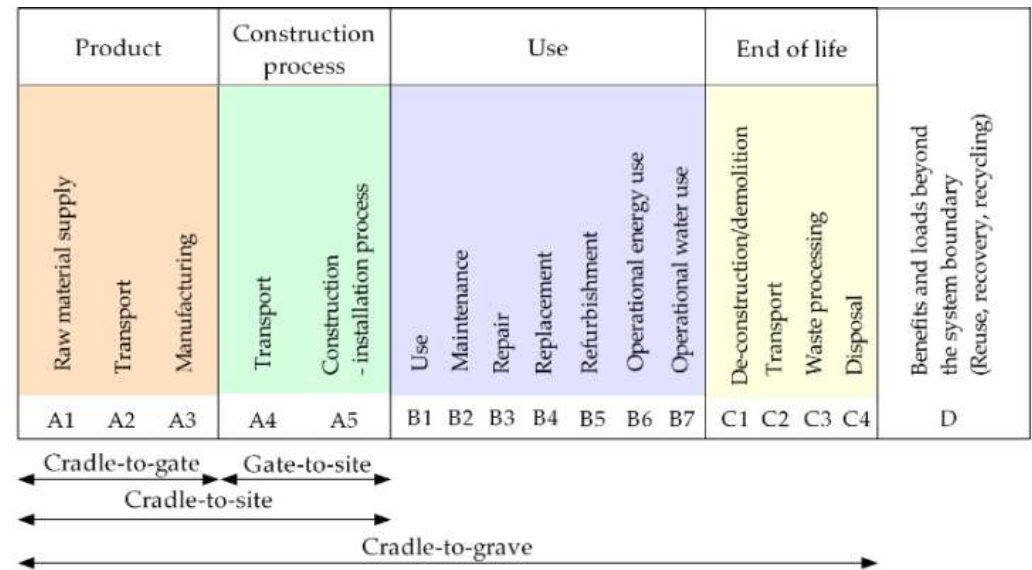 Product
Construction
process
Use
End of life
Raw material supply
Transport
Manufacturing
Transport
Construction
- installation process
Use
Maintenance
Repair
Replacement
Refurbishment
Operational energy use
Operational water use
De-construction/demolition
Transport
Waste processing
Disposal
Benefits and loads beyond
the system boundary
(Reuse, recovery, recycling)
A1 A2 A3 A4 A5 B1 B2 B3 B4 B5 B6 B7 C1 C2 C3 C4 D
Cradle-to-gate Gate-to-site
Cradle-to-site
Cradle-to-grave